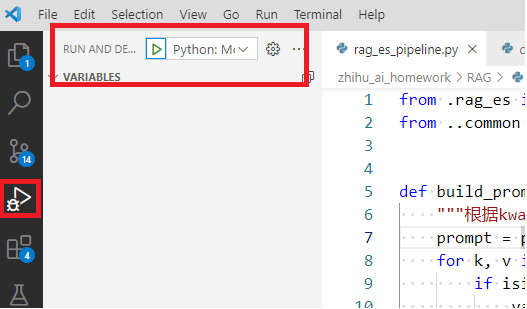 File Edit Selection View Go Run Terminal Help
RUN AND DE... Python: Mo ...
VARIABLES
1
14
4
rag_es_pipeline.py
zhihu_ai_homework > RAG >
1 from .rag_es i
2 from ..common
3
4
5 def build_prom
6 """根据kwa
7 prompt = p
8 for k, v i
9 if isi
10 va